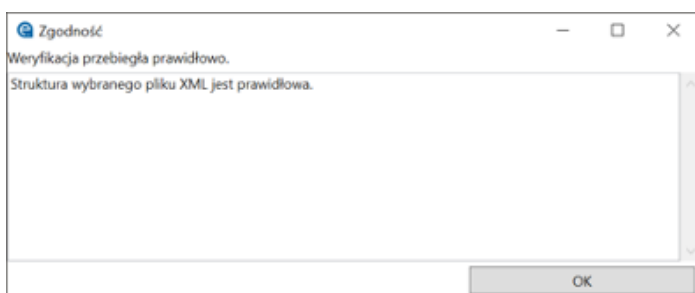 Zgodność
Weryfikacja przebiegła prawidłowo.
Struktura wybranego pliku XML jest prawidłowa.
OK